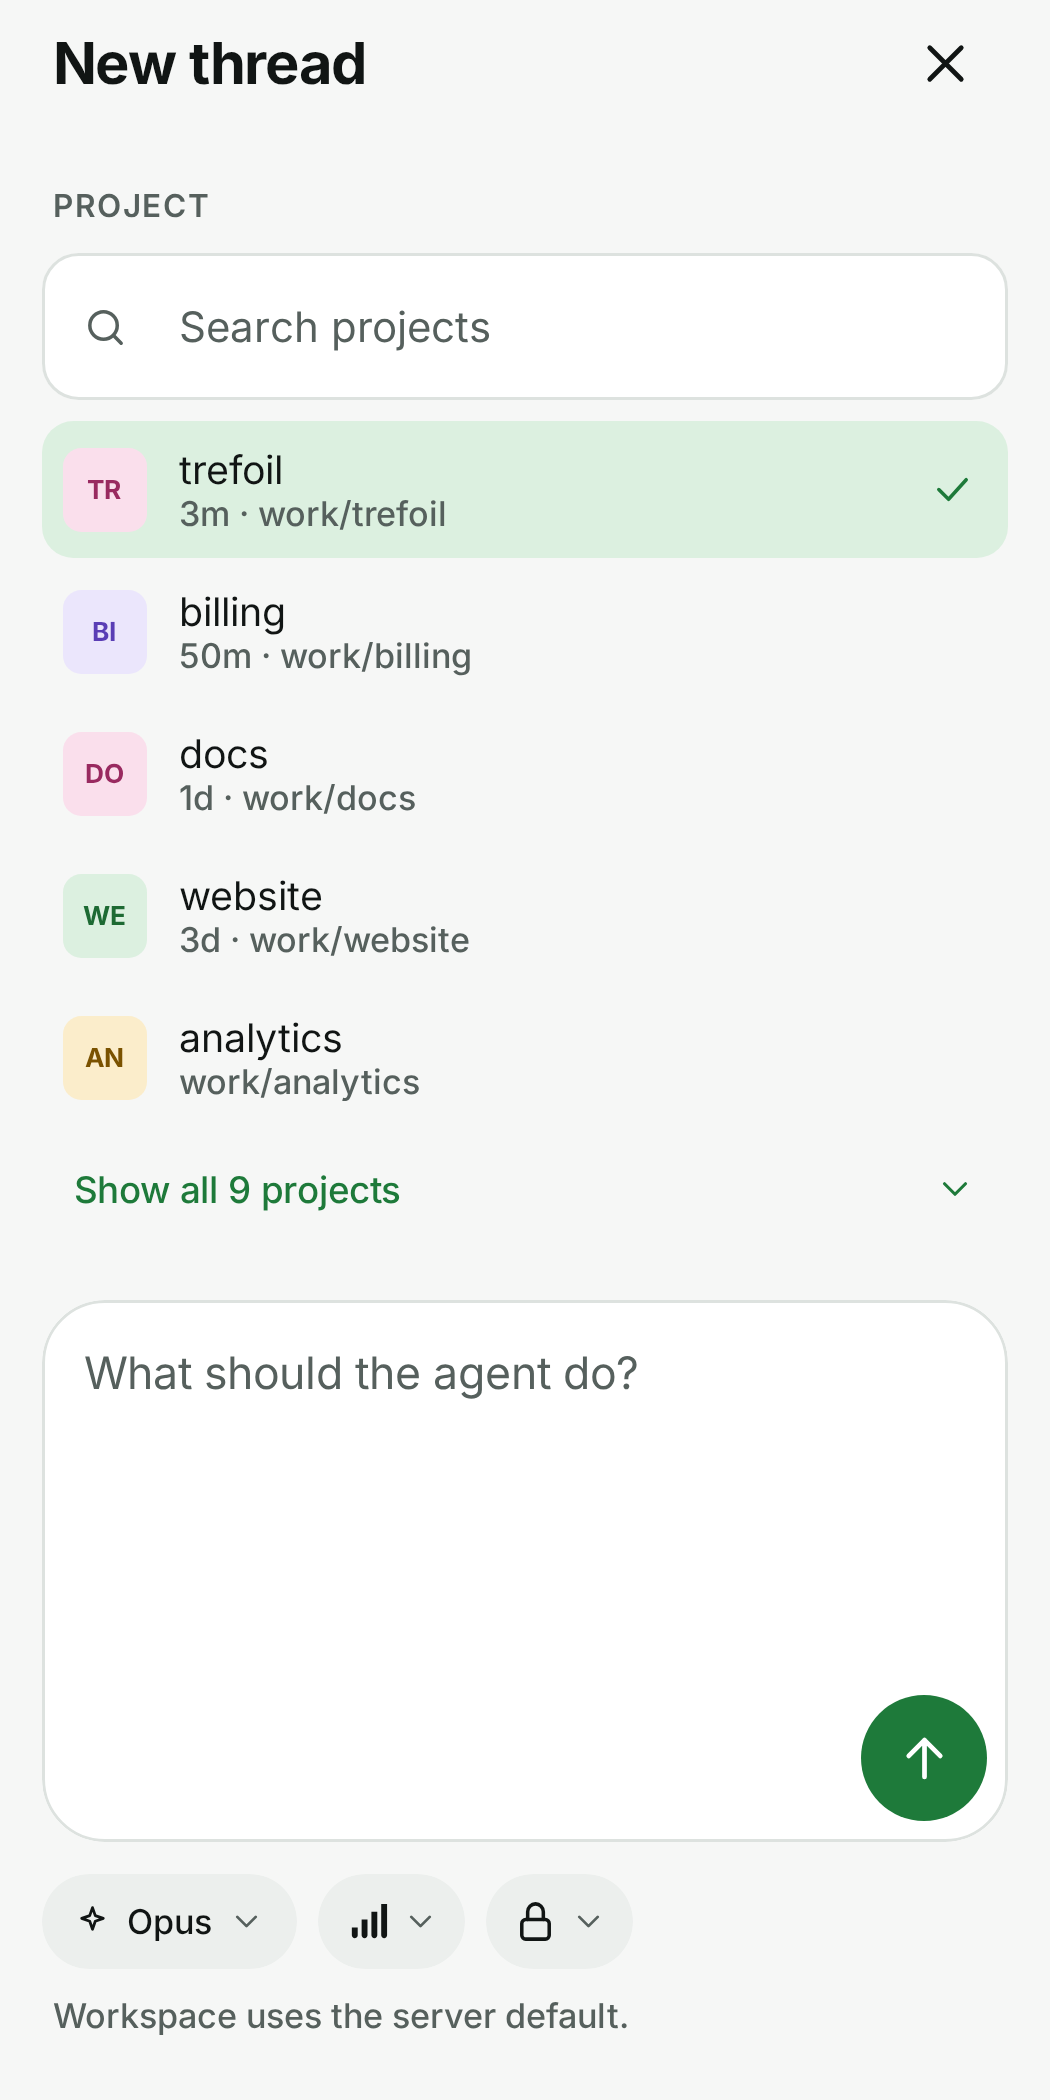 New thread
PROJECT
Search projects
TR
trefoil
3m · work/trefoil
BI
billing
50m · work/billing
DO
docs
1d · work/docs
WE
website
3d · work/website
AN
analytics
work/analytics
Show all 9 projects
What should the agent do?
Opus
Workspace uses the server default.